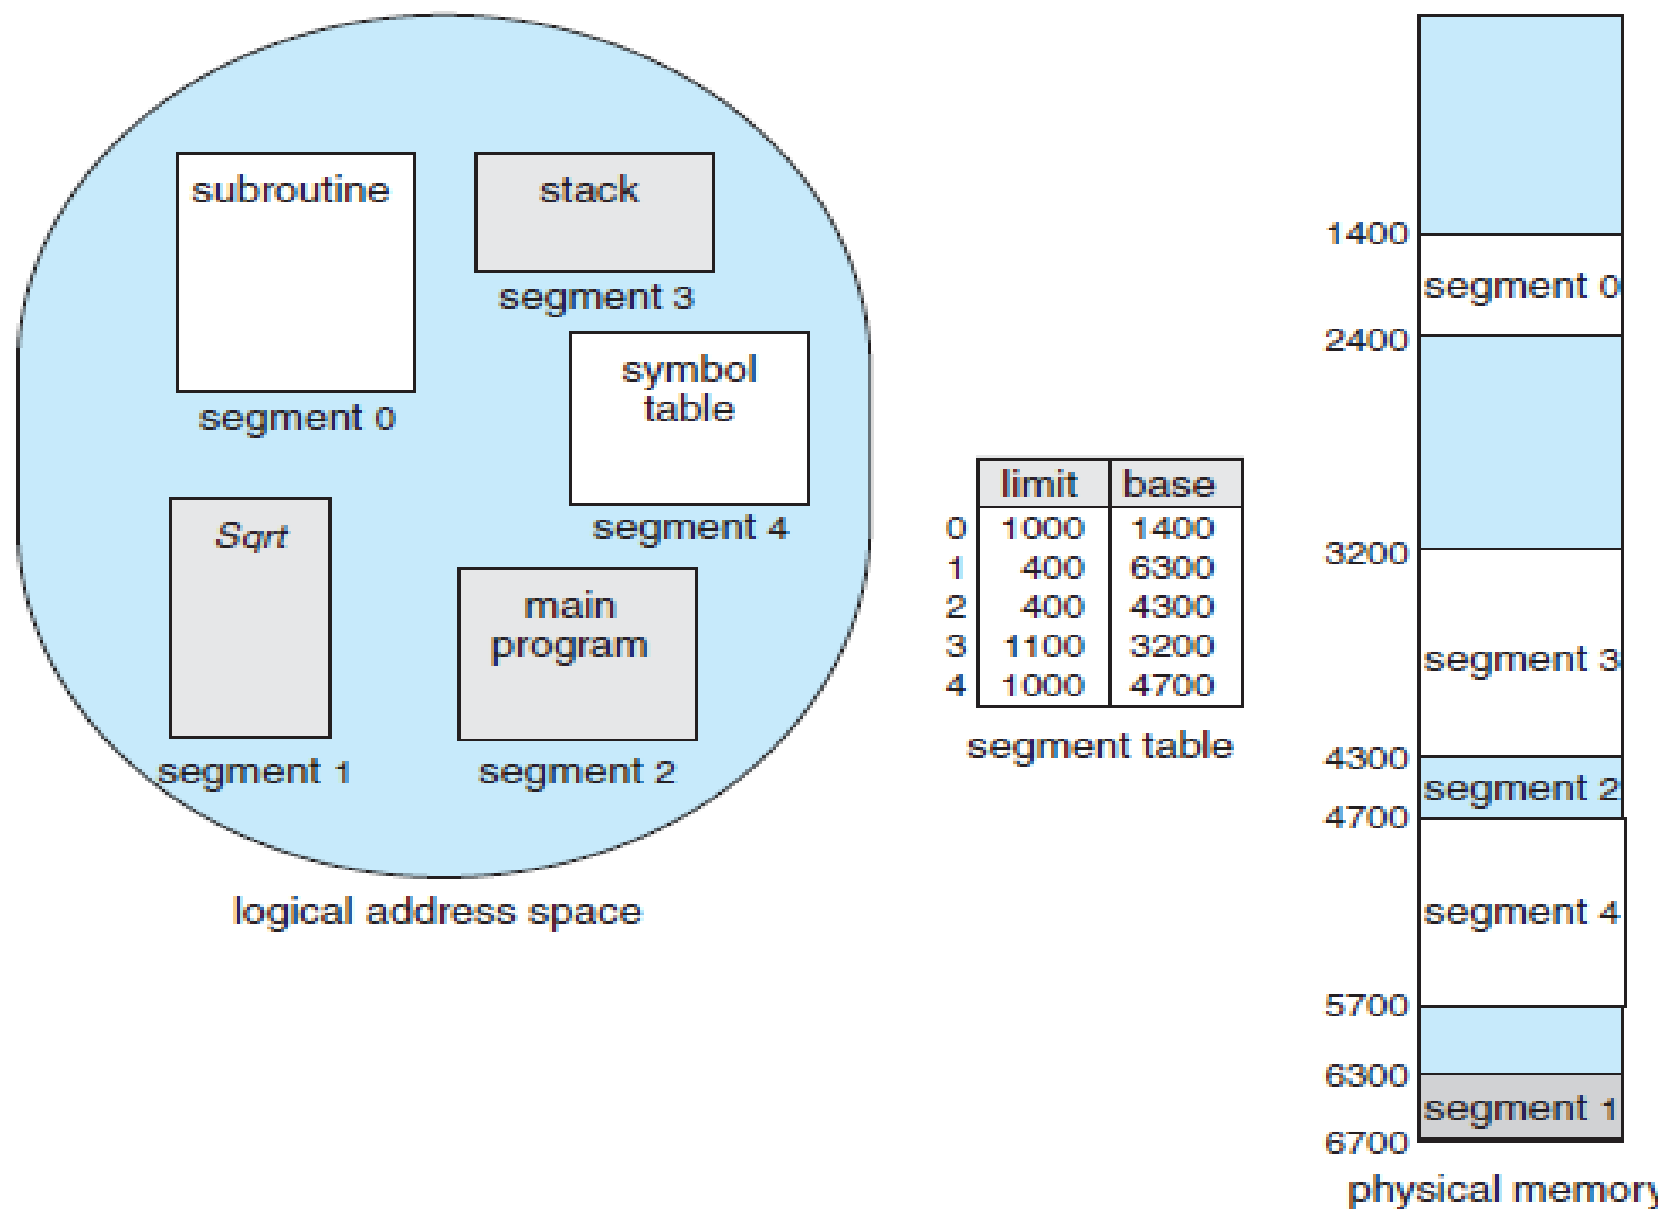 subroutine
segment 0
stack
segment 3
symbol
table
segment 4
Sqrt
segment 1
main
program
segment 2
logical address space
limit base
0 1000 1400
1 400 6300
2 400 4300
3 1100 3200
4 1000 4700
segment table
1400
segment 0
2400
3200
segment 3
4300
segment 2
4700
segment 4
5700
6300
segment 1
6700
physical memory